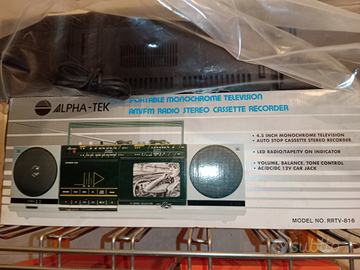 ALPHA-TEK
PORTABLE MONOCHROME TELEVISION
AM/FM RADIO STEREO CASSETTE RECORDER
• 4.5 INCH MONOCHROME TELEVISION
• AUTO STOP CASSETTE STEREO RECORDER
• LED RADIO/TAPE/TV ON INDICATOR
• VOLUME, BALANCE, TONE CONTROL
• AC/DC/DC 12V CAR JACK
MODEL NO. RRTV-816
subito